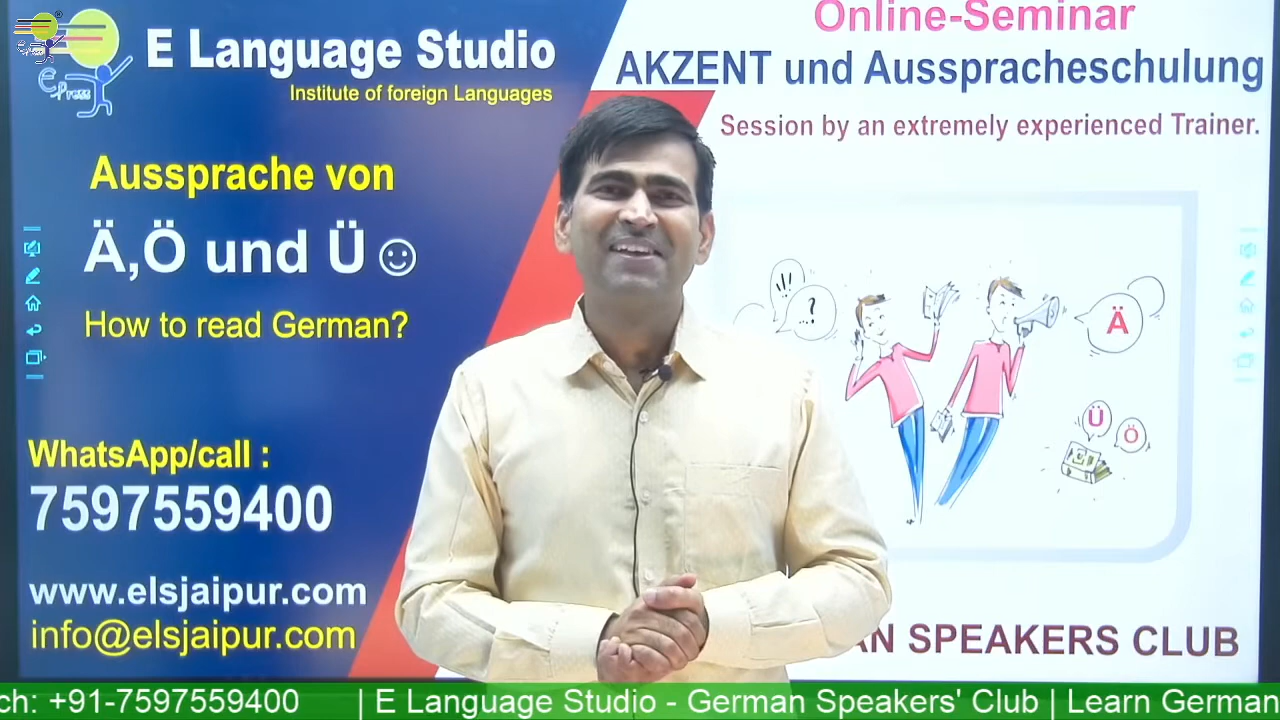 E Press
E Language Studio
Institute of foreign Languages
Aussprache von
Ä,Ö und Ü☺
How to read German?
WhatsApp/call :
7597559400
www.elsjaipur.com
info@elsjaipur.com
Online-Seminar
AKZENT und Ausspracheschulung
Session by an extremely experienced Trainer.
!!!
?
Ä
Ü
Ö
AN SPEAKERS CLUB
ch: +91-7597559400 | E Language Studio - German Speakers' Club | Learn German